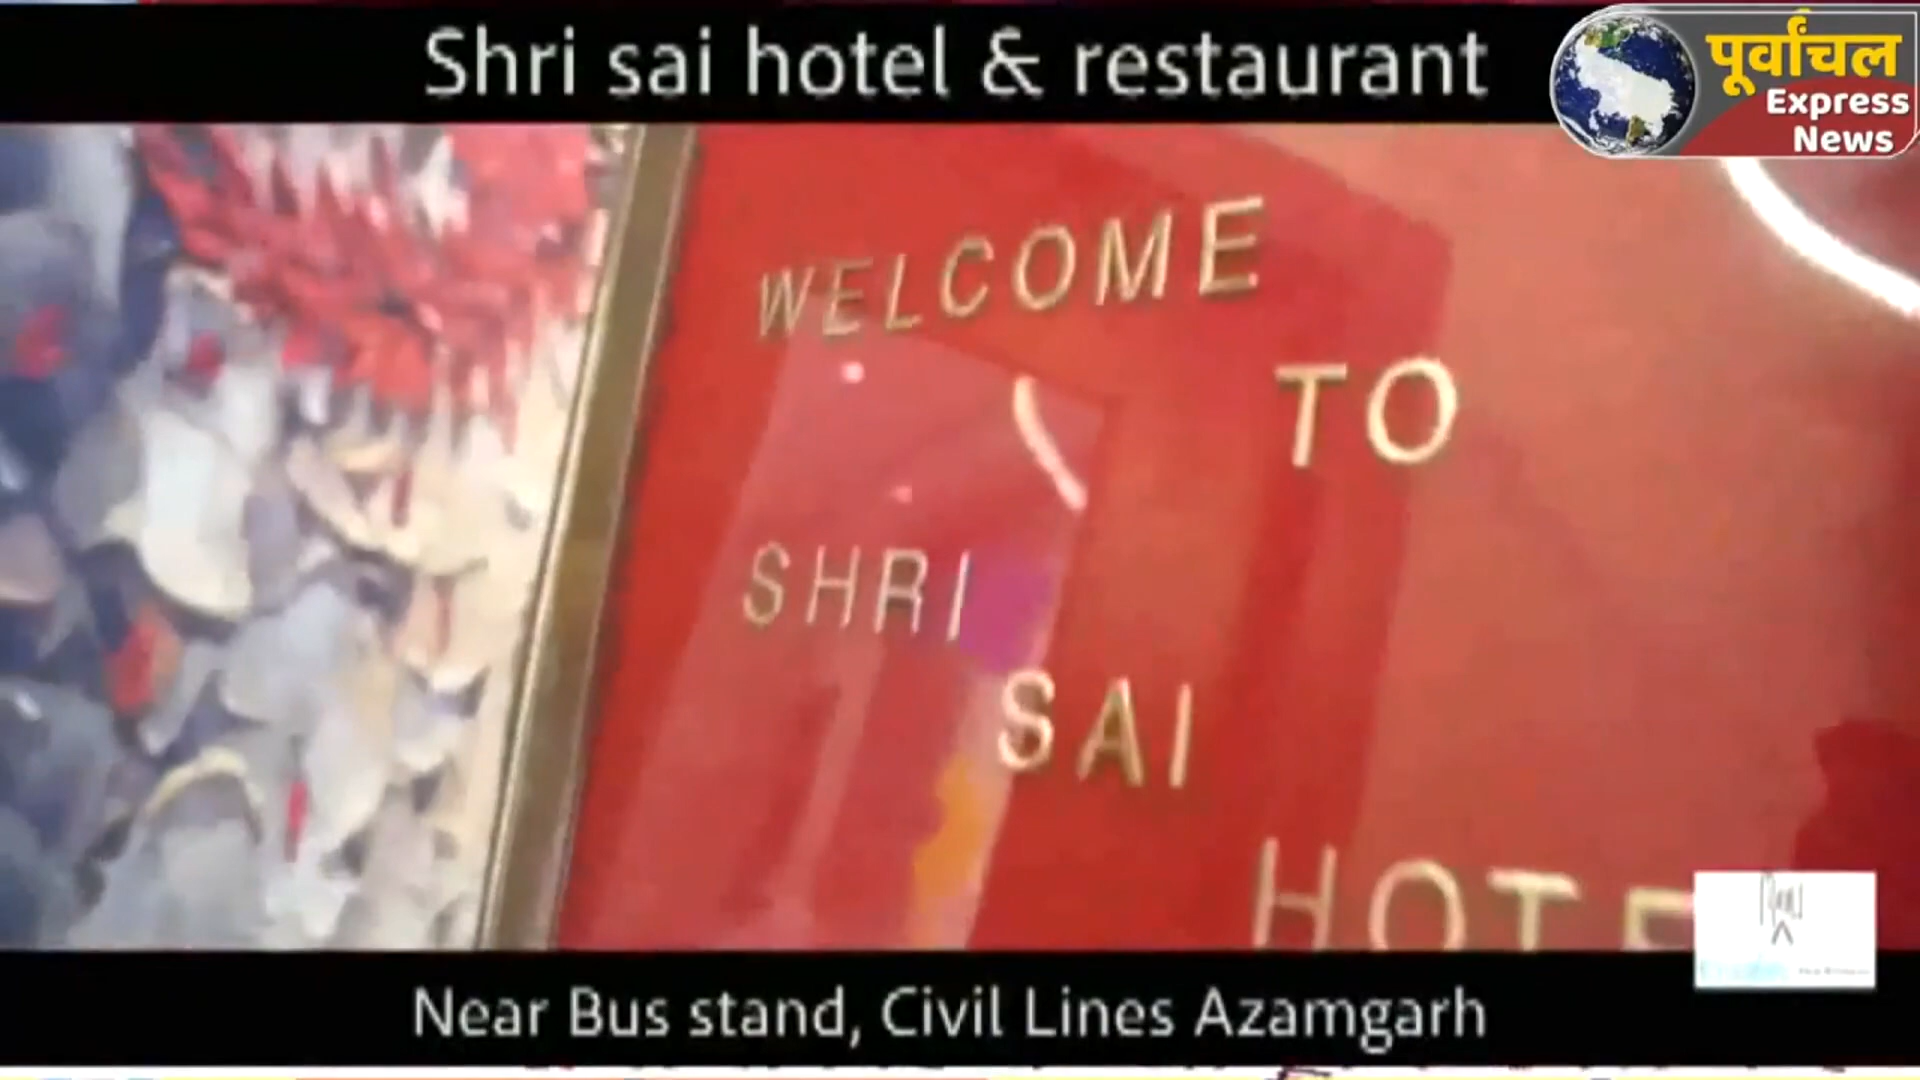 Shri sai hotel & restaurant
पूर्वांचल
Express
News
WELCOME
TO
SHRI
SAI
Near Bus stand, Civil Lines Azamgarh